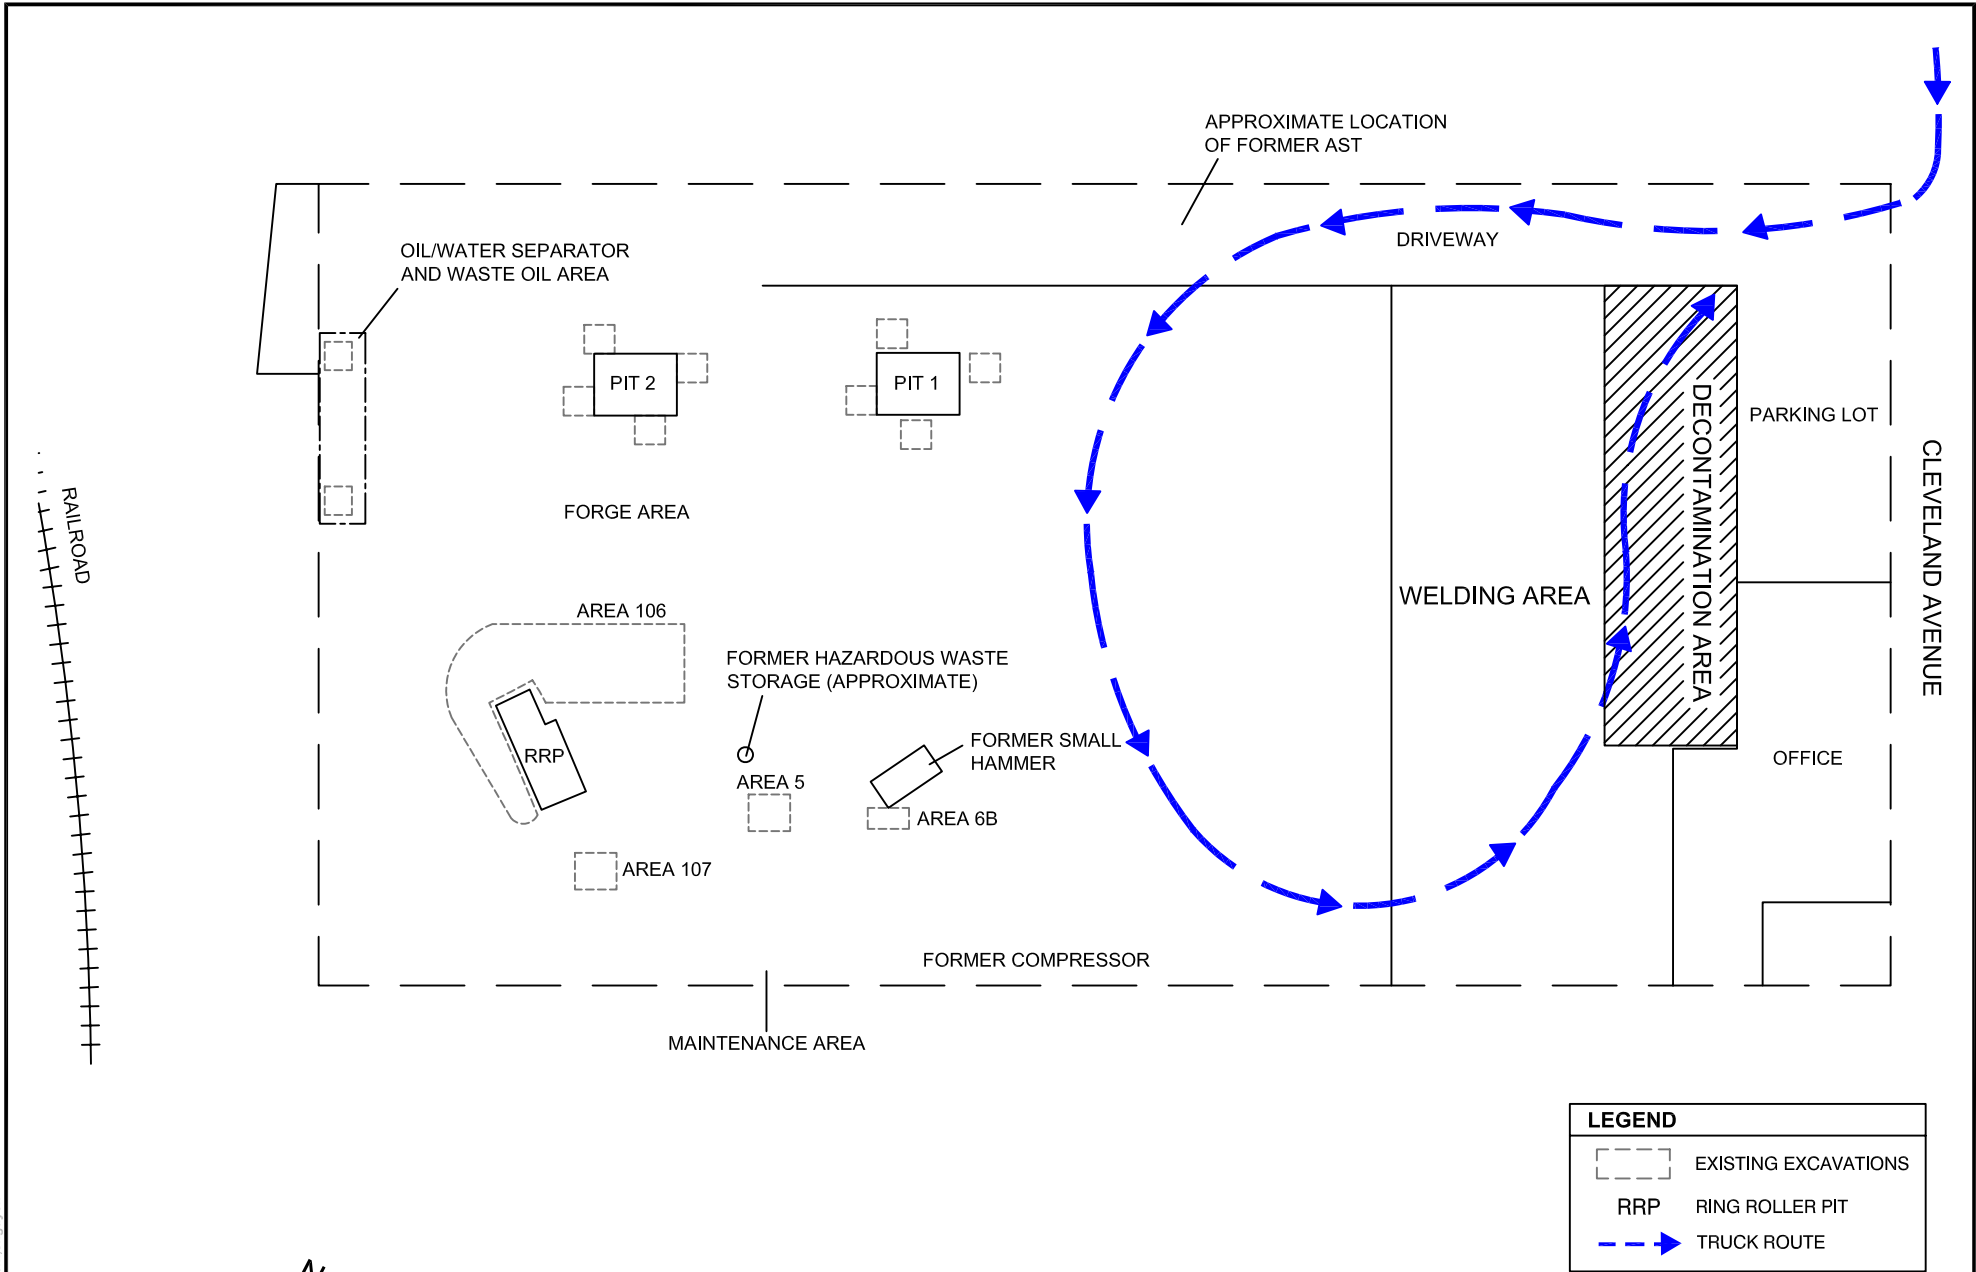 APPROXIMATE LOCATION
OF FORMER AST
DRIVEWAY
OIL/WATER SEPARATOR
AND WASTE OIL AREA
PIT 2
PIT 1
PARKING LOT
DECONTAMINATION AREA
CLEVELAND AVENUE
RAILROAD
FORGE AREA
WELDING AREA
AREA 106
FORMER HAZARDOUS WASTE
STORAGE (APPROXIMATE)
RRP
FORMER SMALL
HAMMER
OFFICE
AREA 5
AREA 6B
AREA 107
FORMER COMPRESSOR
MAINTENANCE AREA
LEGEND
EXISTING EXCAVATIONS
RRP RING ROLLER PIT
TRUCK ROUTE